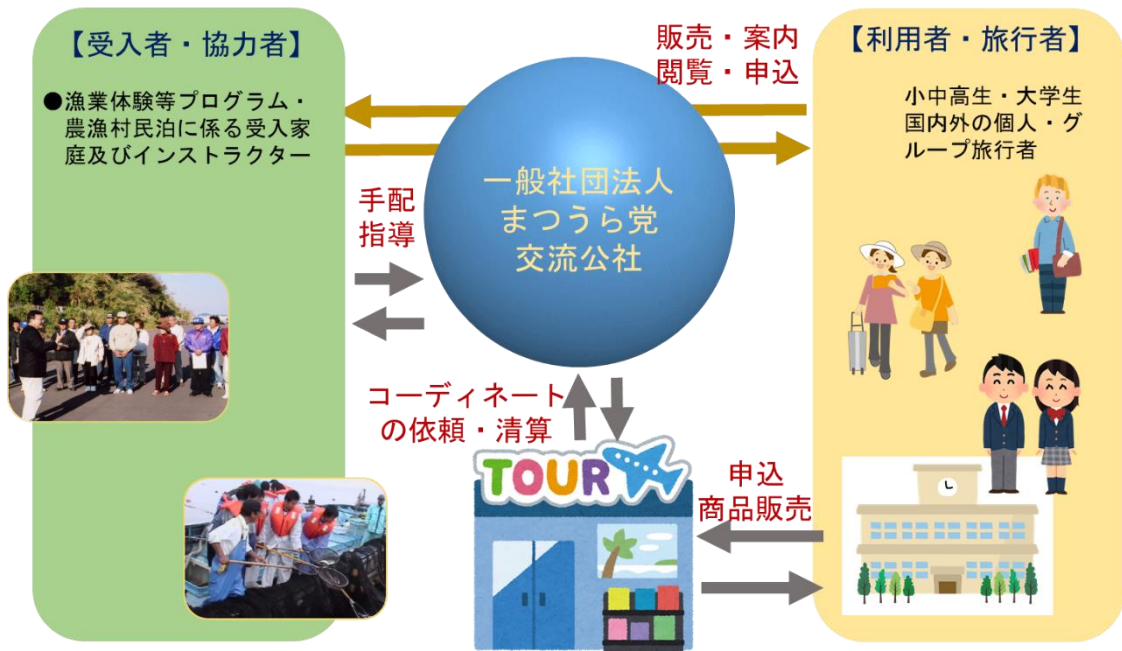 【受入者・協力者】
●漁業体験等プログラム・
農漁村民泊に係る受入家
庭及びインストラクター
手配
指導
一般社団法人
まつうら党
交流公社
販売・案内
閲覧・申込
【利用者・旅行者】
小中高生・大学生
国内外の個人・グ
ループ旅行者
コーディネート
の依頼・清算
TOUR
申込
商品販売